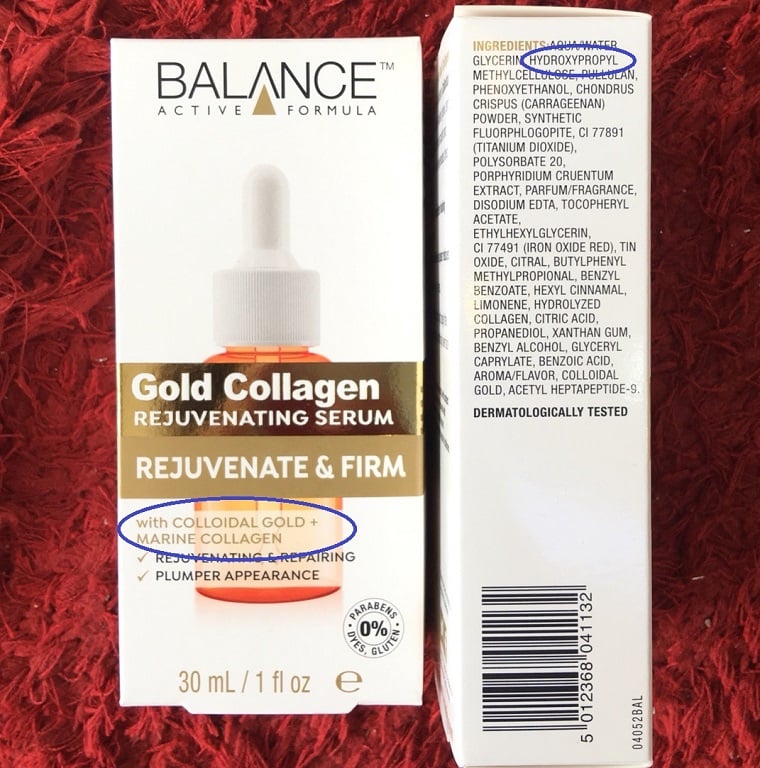 BALANCE™
ACTIVE FORMULA
Gold Collagen
REJUVENATING SERUM
REJUVENATE & FIRM
with COLLOIDAL GOLD +
MARINE COLLAGEN
✓ REJUVENATING & REPAIRING
✓ PLUMPER APPEARANCE
PARABENS
0%
DYES, GLUTEN
30 mL / 1 fl oz ℮
INGREDIENTS: AQUA/WATER,
GLYCERIN, HYDROXYPROPYL
METHYLCELLULOSE, PULLULAN,
PHENOXYETHANOL, CHONDRUS
CRISPUS (CARRAGEENAN)
POWDER, SYNTHETIC
FLUORPHLOGOPITE, CI 77891
(TITANIUM DIOXIDE),
POLYSORBATE 20,
PORPHYRIDIUM CRUENTUM
EXTRACT, PARFUM/FRAGRANCE,
DISODIUM EDTA, TOCOPHERYL
ACETATE,
ETHYLHEXYLGLYCERIN,
CI 77491 (IRON OXIDE RED), TIN
OXIDE, CITRAL, BUTYLPHENYL
METHYLPROPIONAL, BENZYL
BENZOATE, HEXYL CINNAMAL,
LIMONENE, HYDROLYZED
COLLAGEN, CITRIC ACID,
PROPANEDIOL, XANTHAN GUM,
BENZYL ALCOHOL, GLYCERYL
CAPRYLATE, BENZOIC ACID,
AROMA/FLAVOR, COLLOIDAL
GOLD, ACETYL HEPTAPEPTIDE-9.
DERMATOLOGICALLY TESTED
5 012368 041132
04052BAL